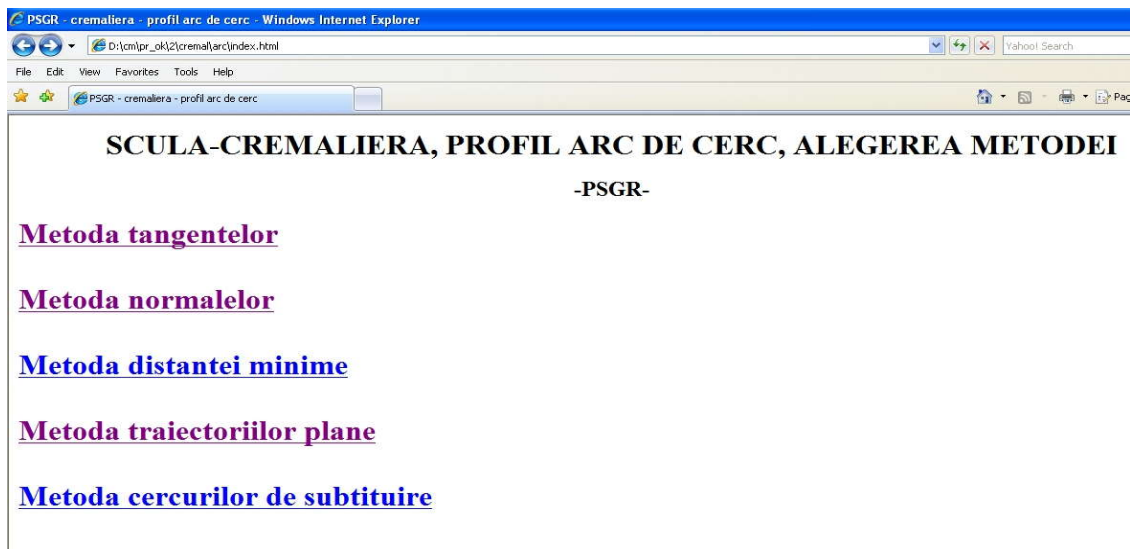 PSGR - cremaliera - profil arc de cerc - Windows Internet Explorer
D:\cm\pr_ok\2\cremal\arc\index.html
Yahoo! Search
File Edit View Favorites Tools Help
PSGR - cremaliera - profil arc de cerc
Pag
SCULA-CREMALIERA, PROFIL ARC DE CERC, ALEGEREA METODEI
-PSGR-
Metoda tangentelor
Metoda normalelor
Metoda distantei minime
Metoda traiectoriilor plane
Metoda cercurilor de subtituire